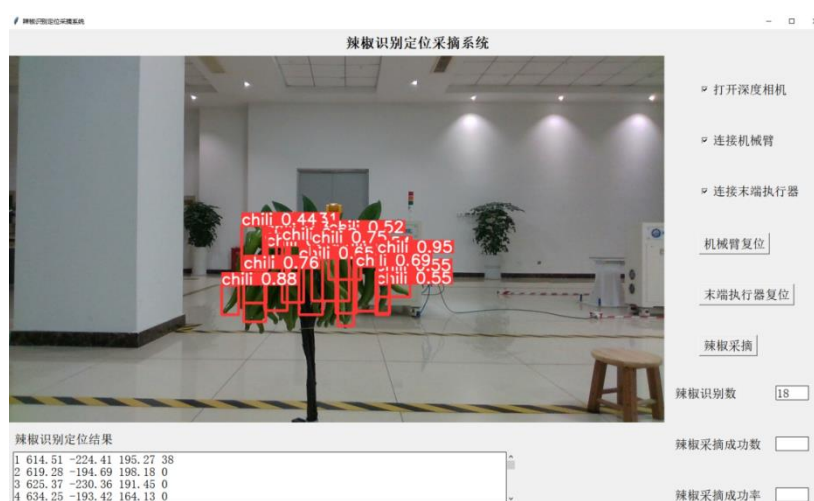 辣椒识别定位采摘系统
辣椒识别定位采摘系统
打开深度相机
连接机械臂
连接末端执行器
机械臂复位
末端执行器复位
辣椒采摘
辣椒识别数 18
辣椒采摘成功数
辣椒采摘成功率
chili 0.44
0.52
0.75
chili 0.95
0.65
0.69
chili 0.76
chili 0.88
chili 0.55
辣椒识别定位结果
1 614.51 -224.41 195.27 38
2 619.28 -194.69 198.18 0
3 625.37 -230.36 191.45 0
4 634.25 -193.42 164.13 0